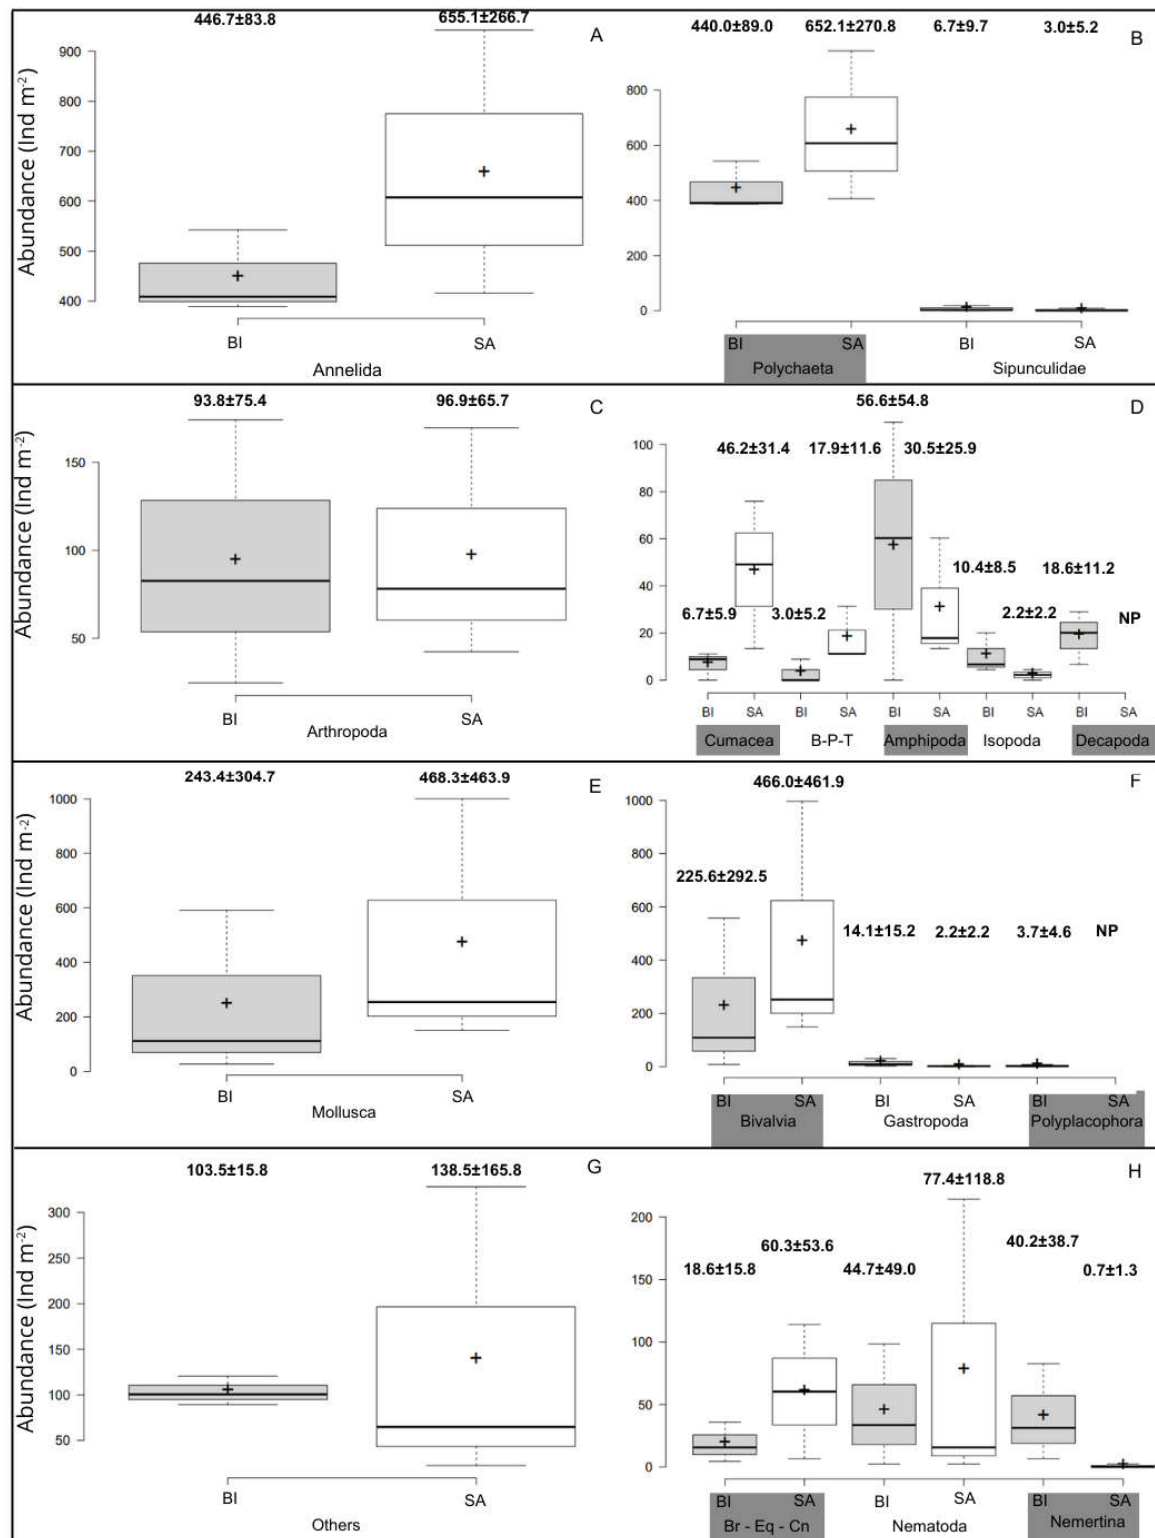 446.7±83.8 655.1±266.7 A
Abundance (Ind m-2)
900
800
700
600
500
400
BI SA
Annelida
440.0±89.0 652.1±270.8 6.7±9.7 3.0±5.2 B
800
600
400
200
0
BI SA BI SA
Polychaeta Sipunculidae
93.8±75.4 96.9±65.7 C
Abundance (Ind m-2)
150
100
50
BI SA
Arthropoda
56.6±54.8 D
46.2±31.4 17.9±11.6 30.5±25.9
10.4±8.5 18.6±11.2
6.7±5.9 3.0±5.2 2.2±2.2 NP
100
80
60
40
20
0
BI SA BI SA BI SA BI SA BI SA
Cumacea B-P-T Amphipoda Isopoda Decapoda
243.4±304.7 468.3±463.9 E
Abundance (Ind m-2)
1000
800
600
400
200
0
BI SA
Mollusca
466.0±461.9 F
225.6±292.5
14.1±15.2 2.2±2.2 3.7±4.6 NP
1000
800
600
400
200
0
BI SA BI SA BI SA
Bivalvia Gastropoda Polyplacophora
103.5±15.8 138.5±165.8 G
Abundance (Ind m-2)
300
250
200
150
100
50
BI SA
Others
77.4±118.8 H
60.3±53.6 40.2±38.7
18.6±15.8 44.7±49.0 0.7±1.3
200
150
100
50
0
BI SA BI SA BI SA
Br - Eq - Cn Nematoda Nemertina